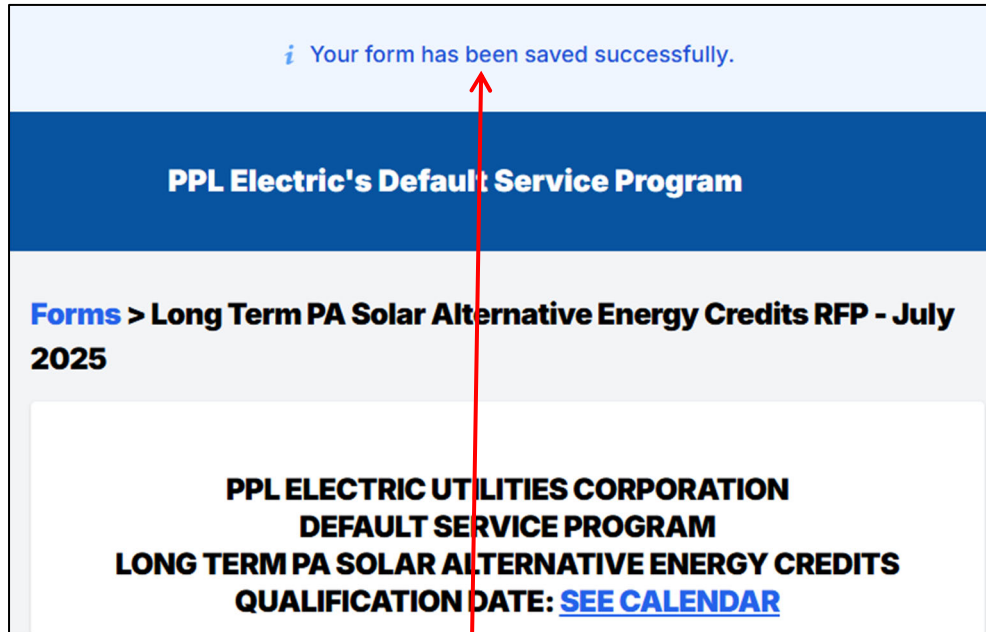 i Your form has been saved successfully.
PPL Electric's Default Service Program
Forms > Long Term PA Solar Alternative Energy Credits RFP - July
2025
PPL ELECTRIC UTILITIES CORPORATION
DEFAULT SERVICE PROGRAM
LONG TERM PA SOLAR ALTERNATIVE ENERGY CREDITS
QUALIFICATION DATE: SEE CALENDAR